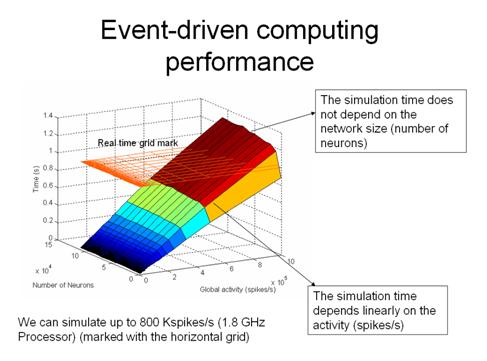 Event-driven computing
performance
The simulation time does
not depend on the
network size (number of
neurons)
Real time grid mark
1.4
1.2
1
0.8
0.6
0.4
0.2
0
Time (s)
15
10
5
0
x 10⁴
Number of Neurons
0
2
4
6
8
10
x 10⁵
Global activity (spikes/s)
The simulation time
depends linearly on the
activity (spikes/s)
We can simulate up to 800 Kspikes/s (1.8 GHz
Processor) (marked with the horizontal grid)